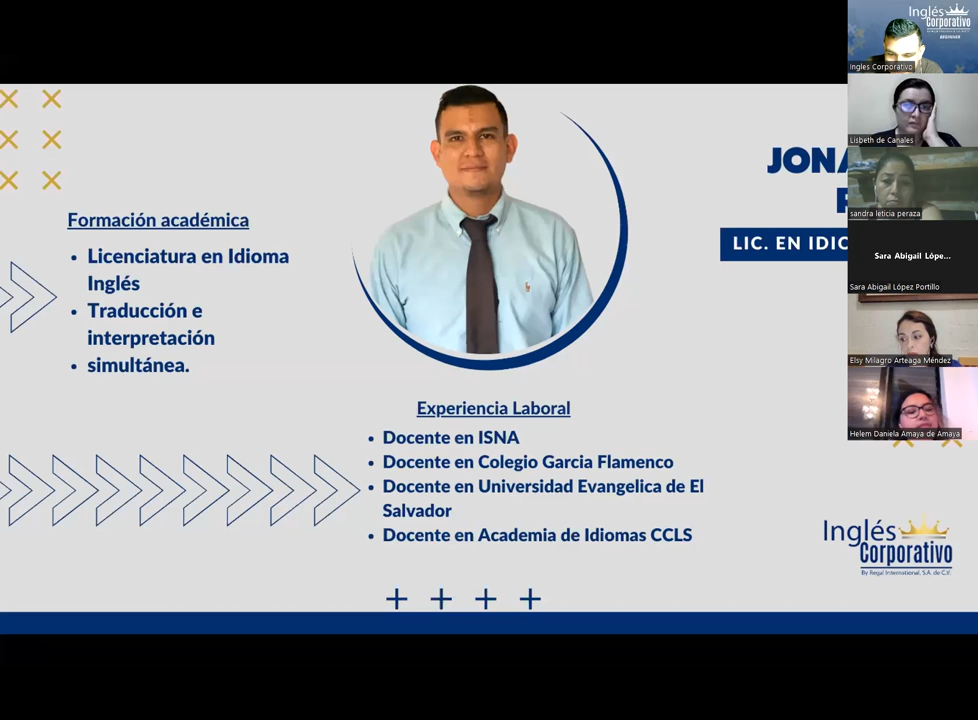 Formación académica
Licenciatura en Idioma
Inglés
Traducción e
interpretación
simultánea.
JONA
LIC. EN IDIO
Experiencia Laboral
Docente en ISNA
Docente en Colegio Garcia Flamenco
Docente en Universidad Evangelica de El
Salvador
Docente en Academia de Idiomas CCLS
Inglés
Corporativo
By Regal International, S.A. de C.V.
Inglés
Corporativo
BEGINNER
Ingles Corporativo
Lisbeth de Canales
sandra leticia peraza
Sara Abigail Lópe...
Sara Abigail López Portillo
Elsy Milagro Arteaga Méndez
Helem Daniela Amaya de Amaya